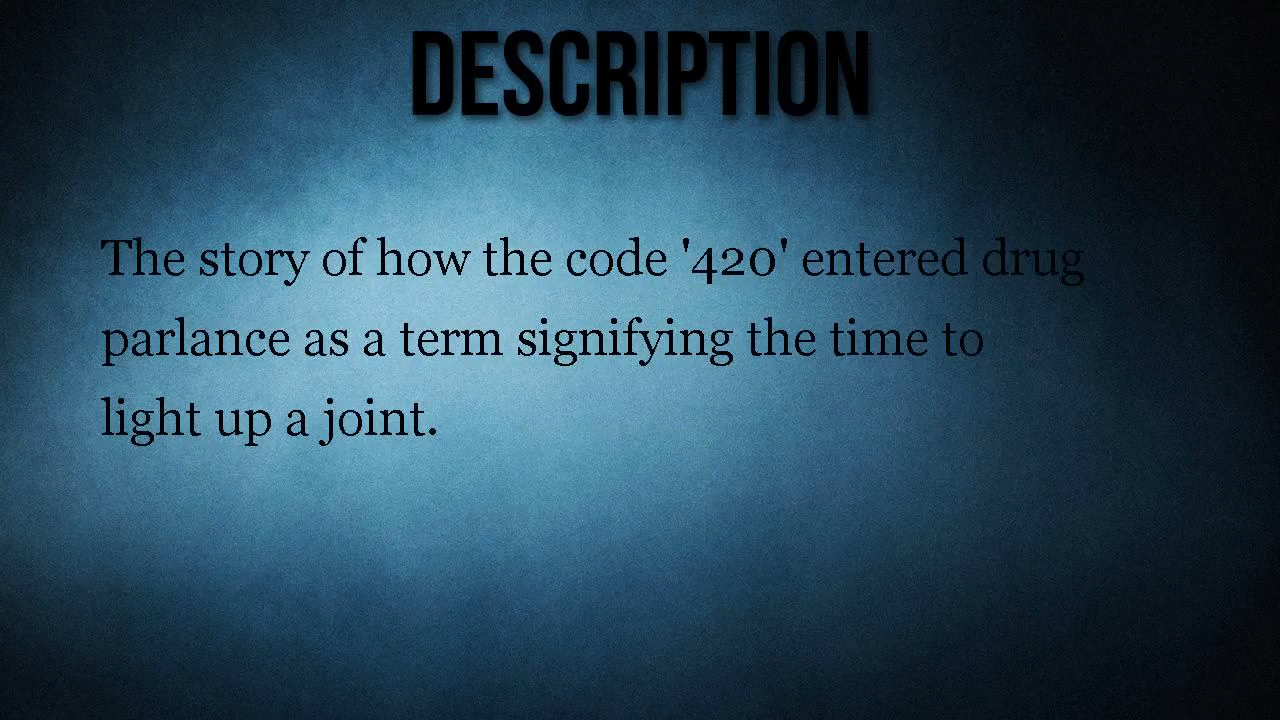 DESCRIPTION
The story of how the code '420' entered drug
parlance as a term signifying the time to
light up a joint.